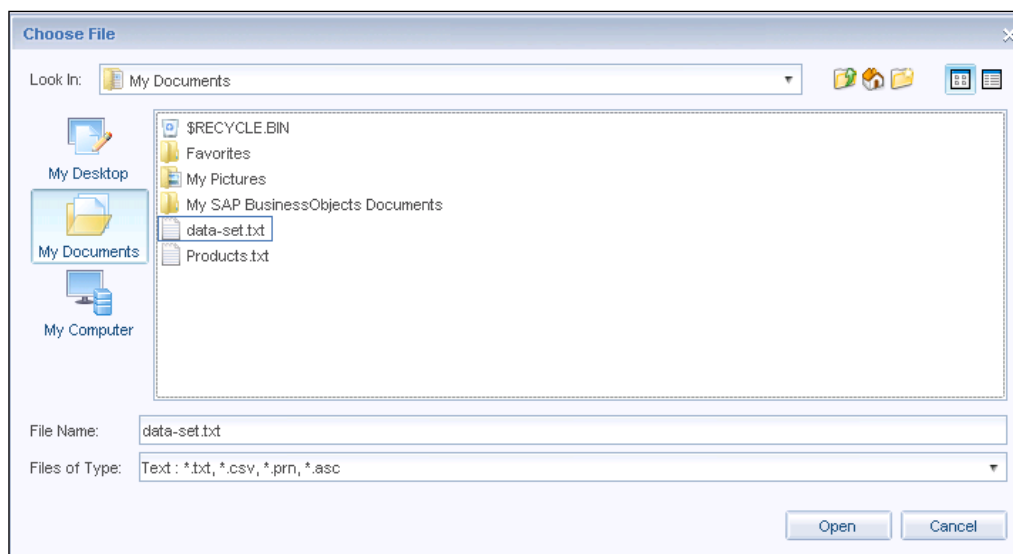 Choose File
Look In: My Documents
My Desktop
My Documents
My Computer
$RECYCLE.BIN
Favorites
My Pictures
My SAP BusinessObjects Documents
data-set.txt
Products.txt
File Name: data-set.txt
Files of Type: Text : *.txt, *.csv, *.prn, *.asc
Open Cancel